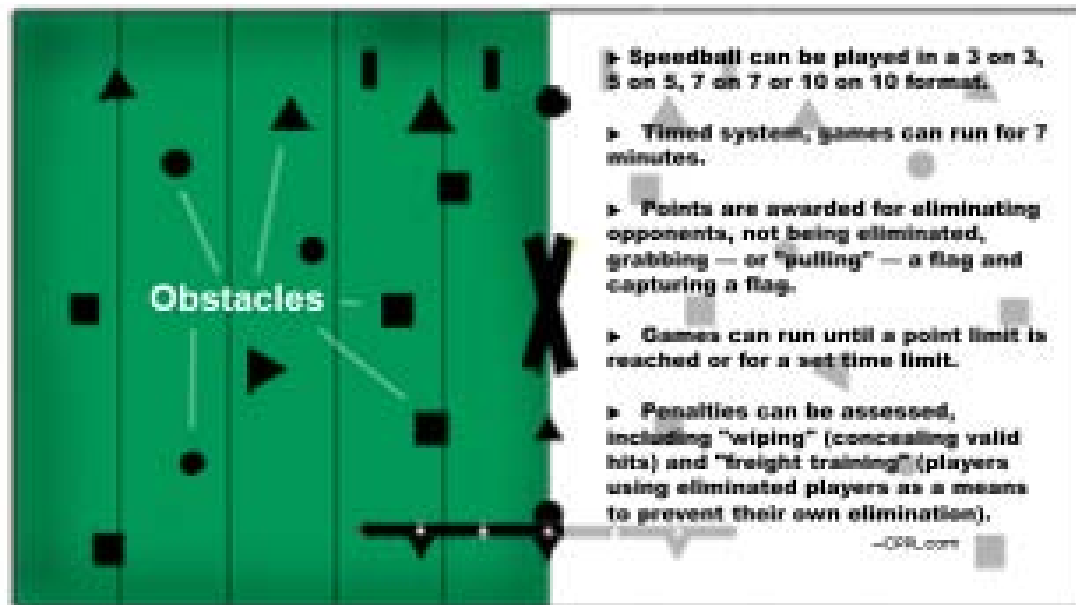 Obstacles
▸ Speedball can be played in a 3 on 3,
5 on 5, 7 on 7 or 10 on 10 format.
▸ Timed system, games can run for 7
minutes.
▸ Points are awarded for eliminating
opponents, not being eliminated,
grabbing — or "pulling" — a flag and
capturing a flag.
▸ Games can run until a point limit is
reached or for a set time limit.
▸ Penalties can be assessed,
including "wiping" (concealing valid
hits) and "freight training" (players
using eliminated players as a means
to prevent their own elimination).